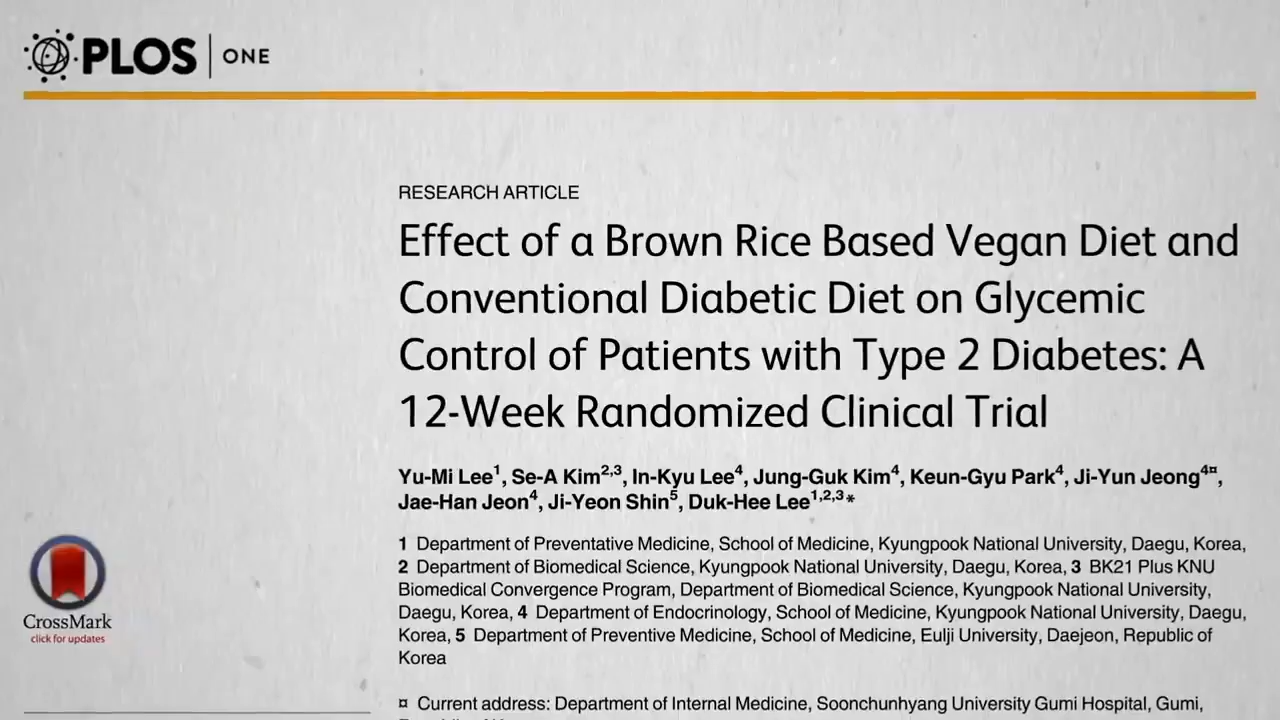 PLOS | ONE
RESEARCH ARTICLE
Effect of a Brown Rice Based Vegan Diet and
Conventional Diabetic Diet on Glycemic
Control of Patients with Type 2 Diabetes: A
12-Week Randomized Clinical Trial
Yu-Mi Lee1, Se-A Kim2,3, In-Kyu Lee4, Jung-Guk Kim4, Keun-Gyu Park4, Ji-Yun Jeong4¤,
Jae-Han Jeon4, Ji-Yeon Shin5, Duk-Hee Lee1,2,3*
1 Department of Preventative Medicine, School of Medicine, Kyungpook National University, Daegu, Korea,
2 Department of Biomedical Science, Kyungpook National University, Daegu, Korea, 3 BK21 Plus KNU
Biomedical Convergence Program, Department of Biomedical Science, Kyungpook National University,
Daegu, Korea, 4 Department of Endocrinology, School of Medicine, Kyungpook National University, Daegu,
Korea, 5 Department of Preventive Medicine, School of Medicine, Eulji University, Daejeon, Republic of
Korea
CrossMark
click for updates
¤ Current address: Department of Internal Medicine, Soonchunhyang University Gumi Hospital, Gumi,